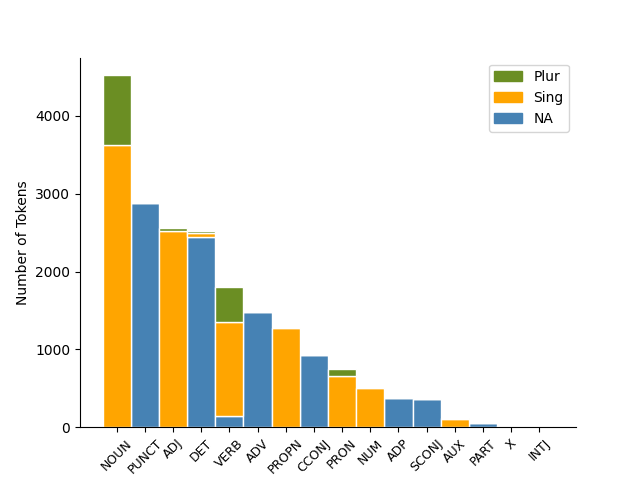 Plur
Sing
NA
Number of Tokens
4000
3000
2000
1000
0
NOUN
PUNCT
ADJ
DET
VERB
ADV
PROPN
CCONJ
PRON
NUM
ADP
SCONJ
AUX
PART
X
INTJ